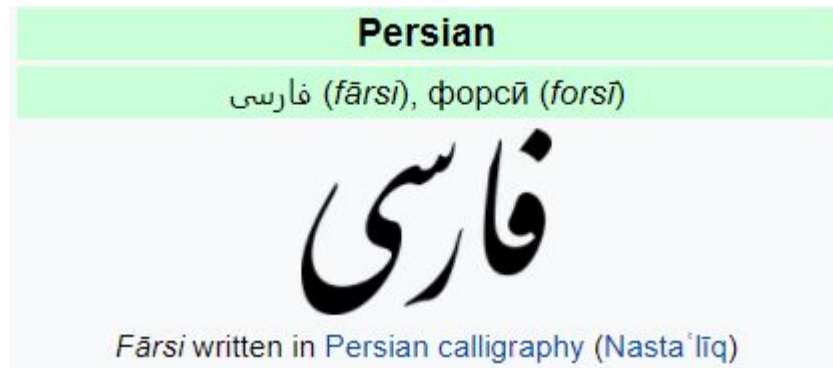 Persian
فارسی (fārsi), форсӣ (forsī)
فارسی
Fārsi written in Persian calligraphy (Nastaʿlīq)